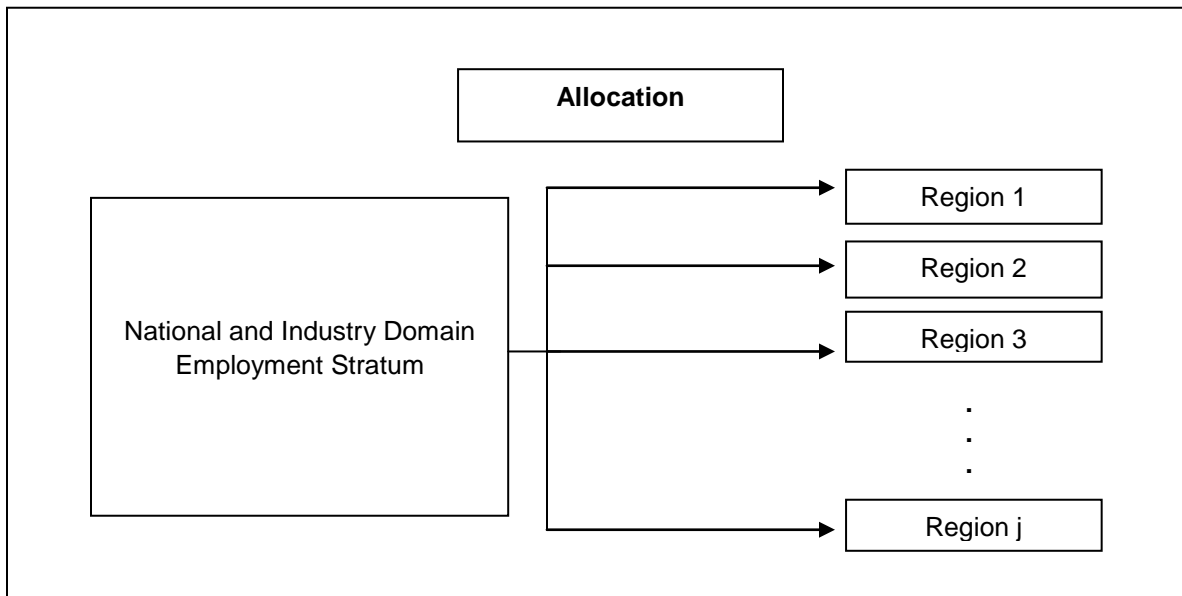 Allocation
National and Industry Domain
Employment Stratum
Region 1
Region 2
Region 3
.
.
.
Region j